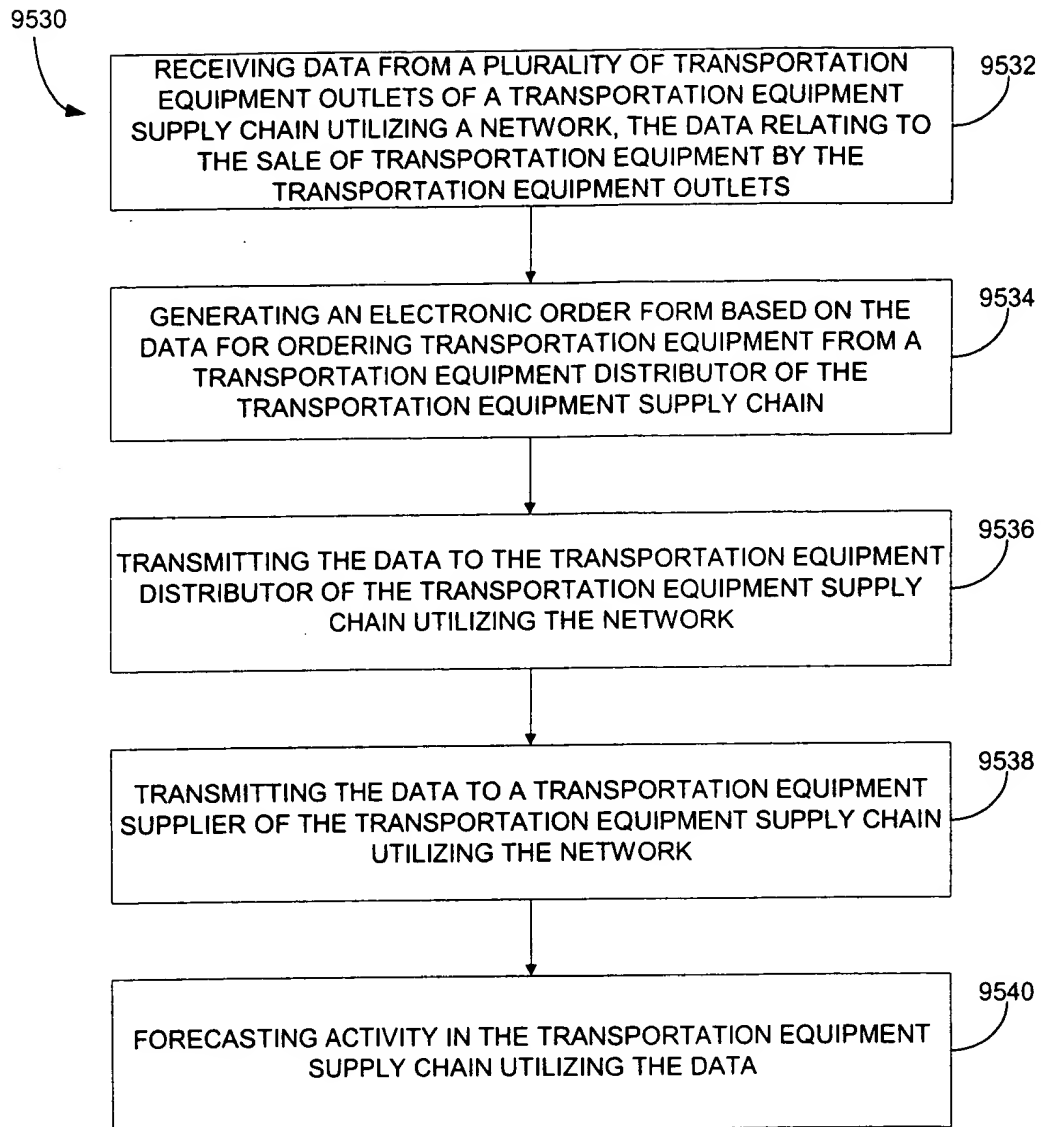 9530
RECEIVING DATA FROM A PLURALITY OF TRANSPORTATION
EQUIPMENT OUTLETS OF A TRANSPORTATION EQUIPMENT
SUPPLY CHAIN UTILIZING A NETWORK, THE DATA RELATING TO
THE SALE OF TRANSPORTATION EQUIPMENT BY THE
TRANSPORTATION EQUIPMENT OUTLETS
9532
GENERATING AN ELECTRONIC ORDER FORM BASED ON THE
DATA FOR ORDERING TRANSPORTATION EQUIPMENT FROM A
TRANSPORTATION EQUIPMENT DISTRIBUTOR OF THE
TRANSPORTATION EQUIPMENT SUPPLY CHAIN
9534
TRANSMITTING THE DATA TO THE TRANSPORTATION EQUIPMENT
DISTRIBUTOR OF THE TRANSPORTATION EQUIPMENT SUPPLY
CHAIN UTILIZING THE NETWORK
9536
TRANSMITTING THE DATA TO A TRANSPORTATION EQUIPMENT
SUPPLIER OF THE TRANSPORTATION EQUIPMENT SUPPLY CHAIN
UTILIZING THE NETWORK
9538
FORECASTING ACTIVITY IN THE TRANSPORTATION EQUIPMENT
SUPPLY CHAIN UTILIZING THE DATA
9540